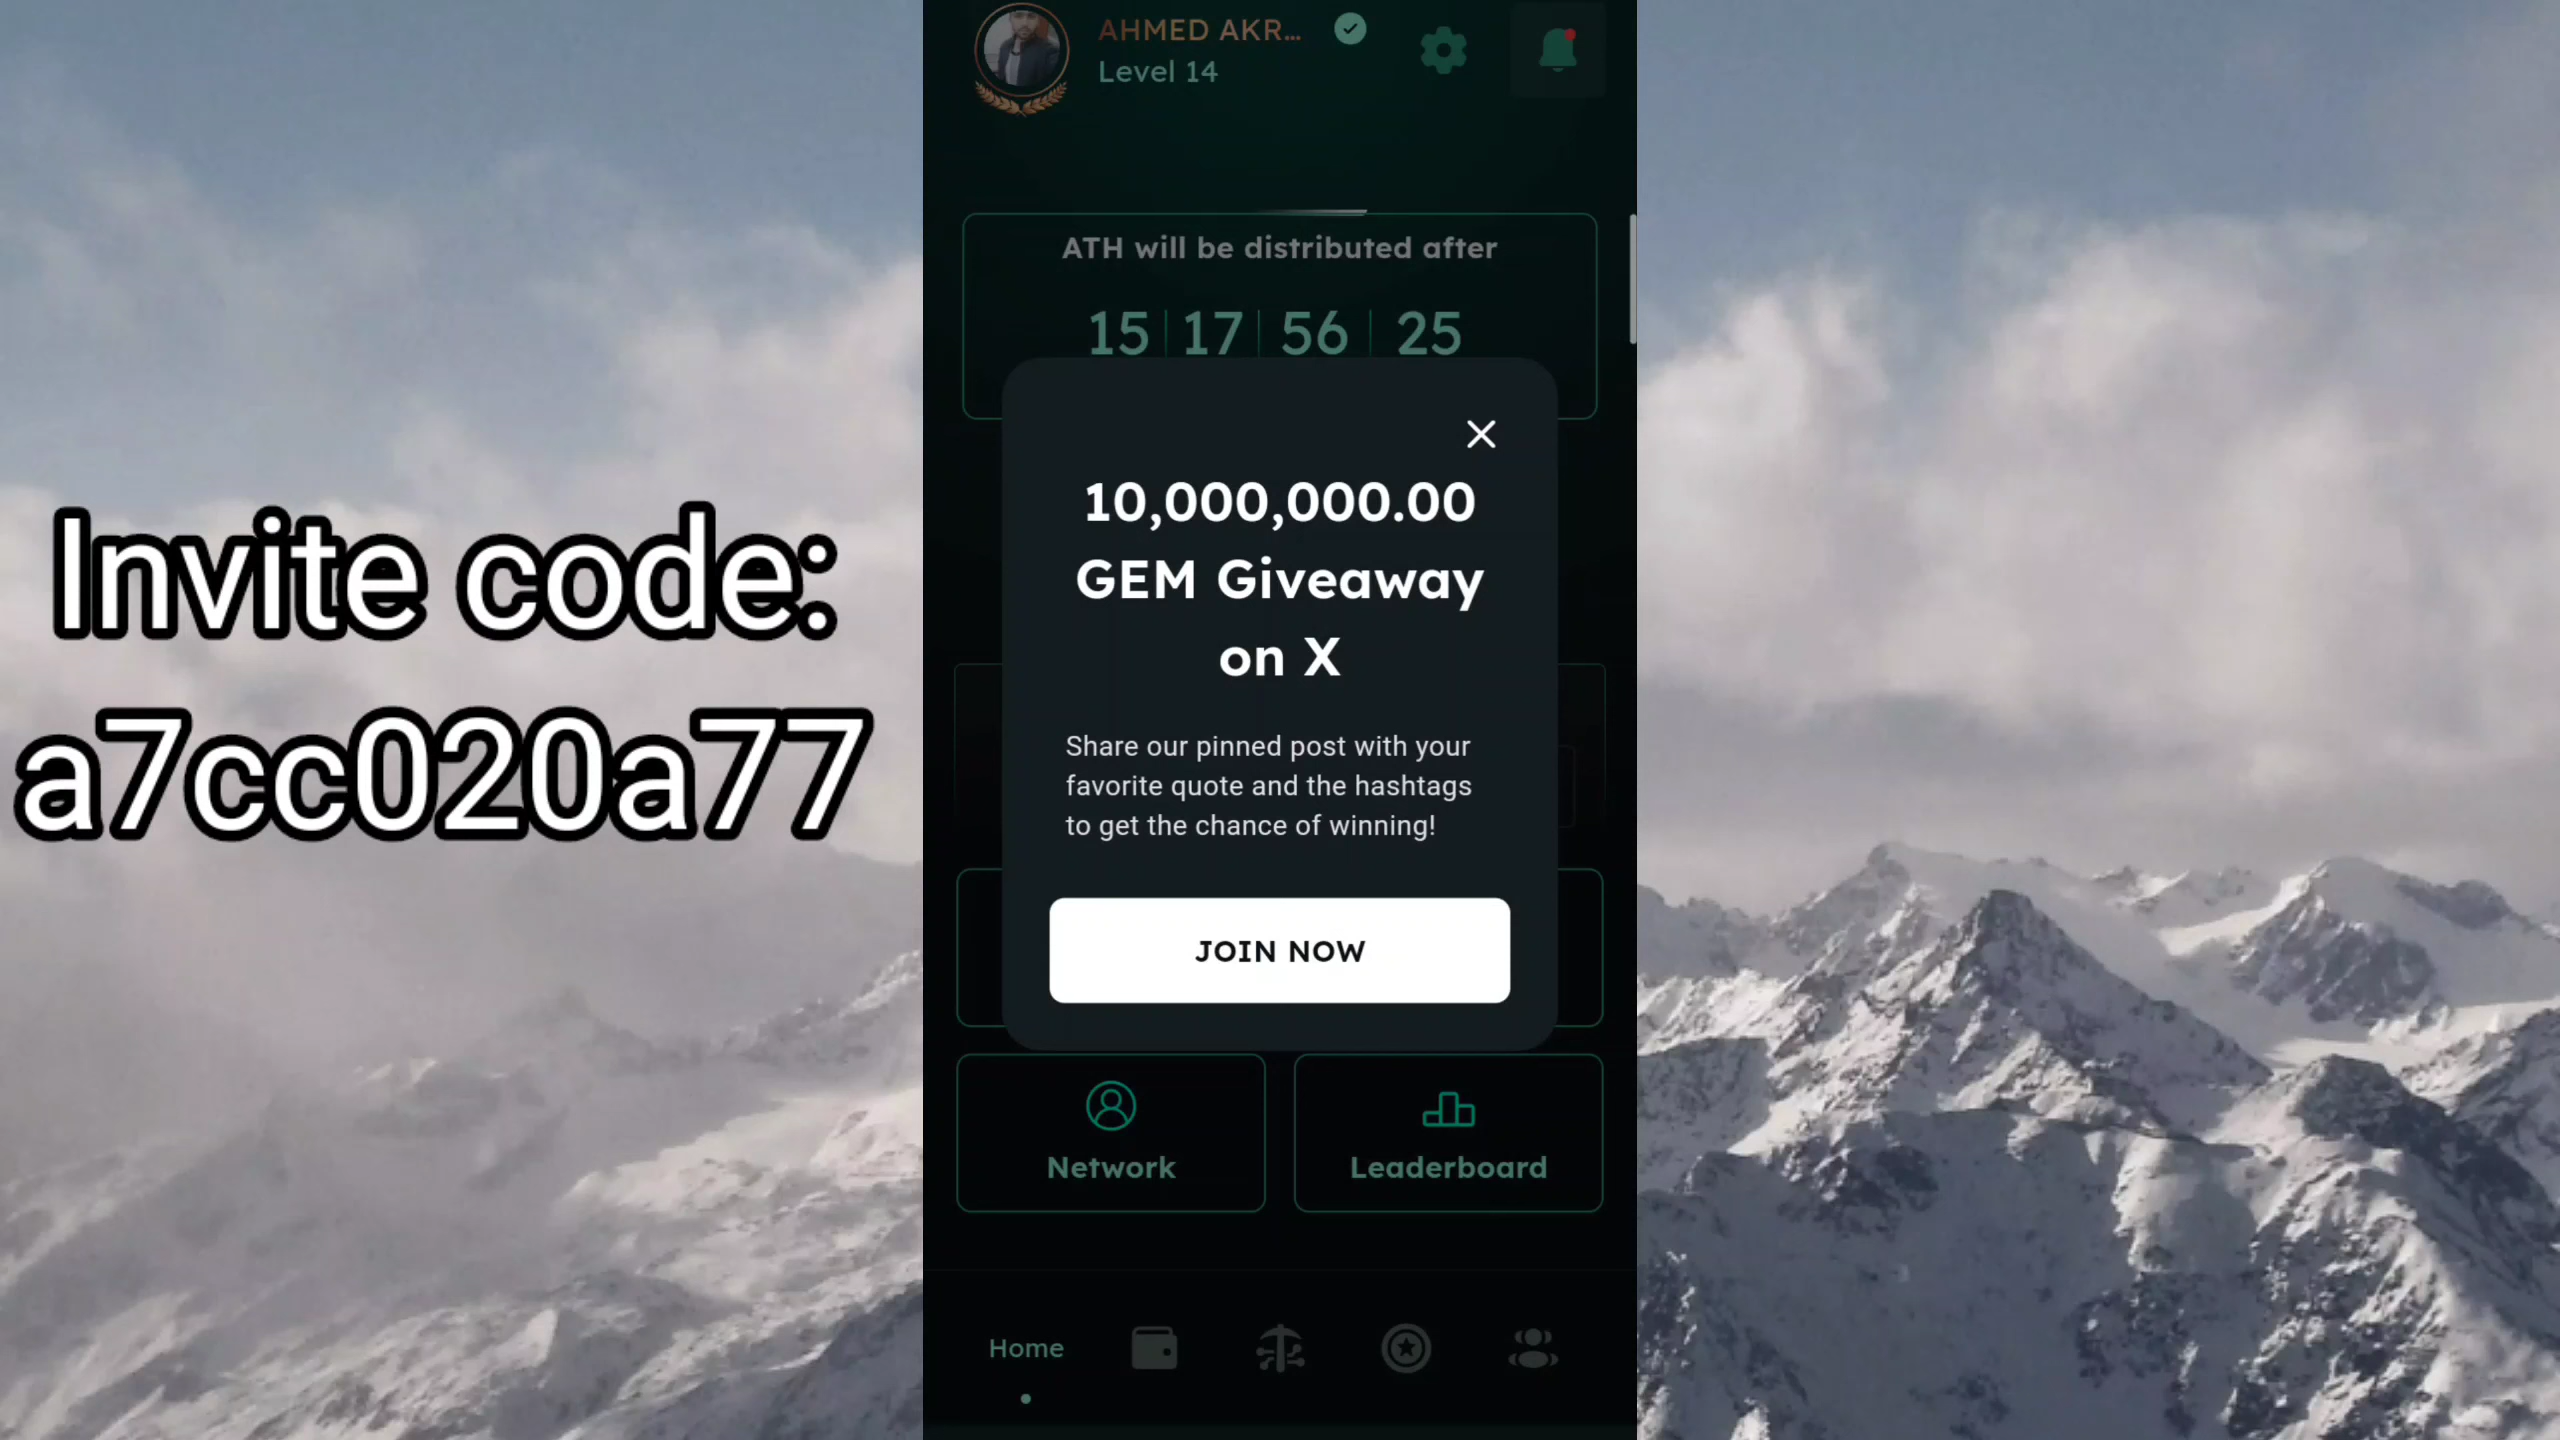 Invite code:
a7cc020a77
AHMED AKR...
Level 14
ATH will be distributed after
15 17 56 25
10,000,000.00
GEM Giveaway
on X
Share our pinned post with your
favorite quote and the hashtags
to get the chance of winning!
JOIN NOW
Network
Leaderboard
Home